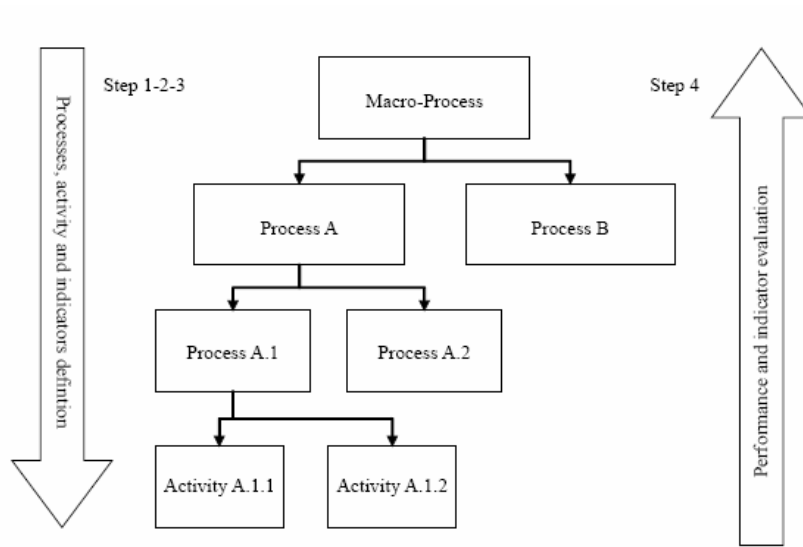 Step 1-2-3
Step 4
Macro-Process
Process A
Process B
Process A.1
Process A.2
Activity A.1.1
Activity A.1.2
Processes, activity and indicators defintion
Performance and indicator evaluation